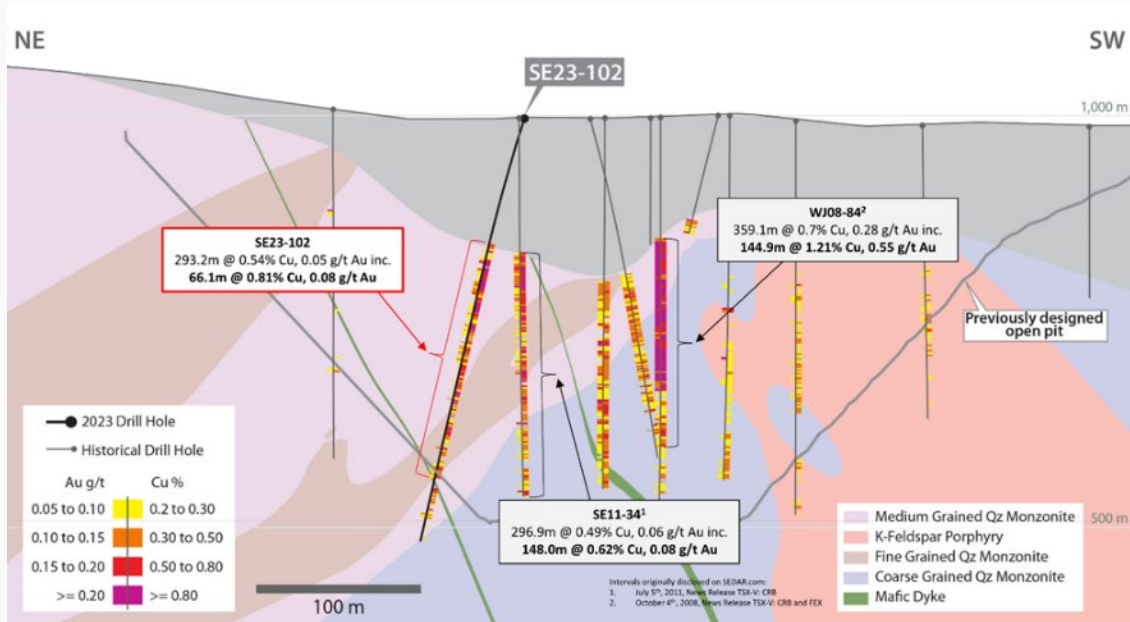 NE
SW
SE23-102
1,000 m
SE23-102
293.2m @ 0.54% Cu, 0.05 g/t Au inc.
66.1m @ 0.81% Cu, 0.08 g/t Au
WJ08-84²
359.1m @ 0.7% Cu, 0.28 g/t Au inc.
144.9m @ 1.21% Cu, 0.55 g/t Au
Previously designed
open pit
2023 Drill Hole
Historical Drill Hole
Au g/t Cu %
0.05 to 0.10 0.2 to 0.30
0.10 to 0.15 0.30 to 0.50
0.15 to 0.20 0.50 to 0.80
>= 0.20 >= 0.80
100 m
SE11-34¹
296.9m @ 0.49% Cu, 0.06 g/t Au inc.
148.0m @ 0.62% Cu, 0.08 g/t Au
500 m
Intervals originally disclosed on SEDAR.com:
1. July 5th, 2011, News Release TSX-V: CRB
2. October 4th, 2008, News Release TSX-V: CRB and FEX
Medium Grained Qz Monzonite
K-Feldspar Porphyry
Fine Grained Qz Monzonite
Coarse Grained Qz Monzonite
Mafic Dyke